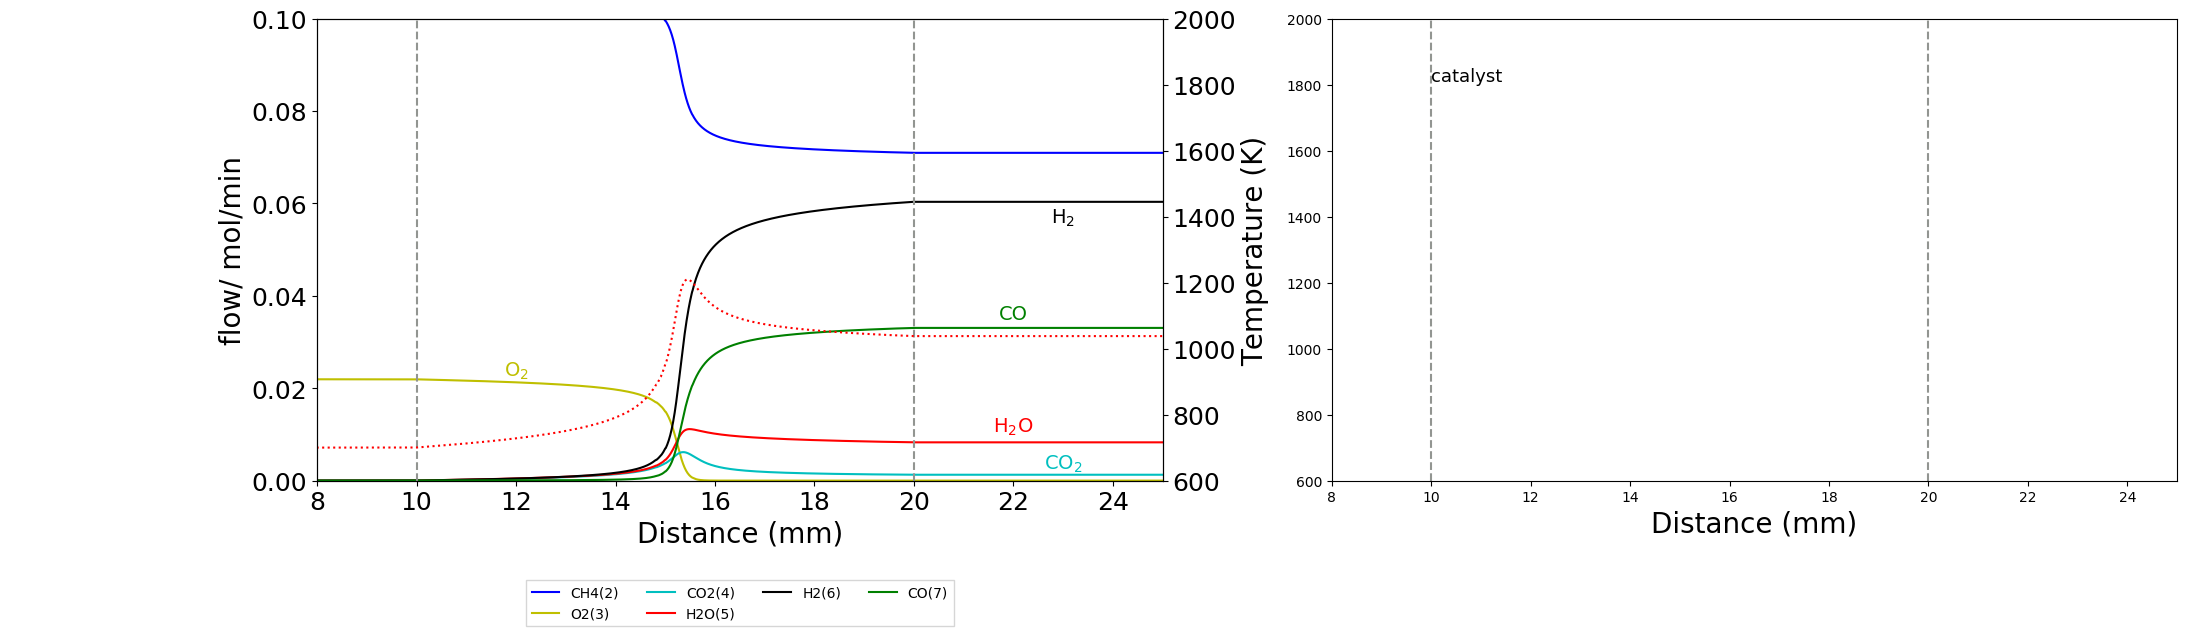 0.10
0.08
0.06
0.04
0.02
0.00
flow/ mol/min
8 10 12 14 16 18 20 22 24
Distance (mm)
2000
1800
1600
1400
1200
1000
800
600
Temperature (K)
H₂
CO
O₂
H₂O
CO₂
CH4(2) CO2(4) H2(6) CO(7)
O2(3) H2O(5)
2000
1800
1600
1400
1200
1000
800
600
catalyst
8 10 12 14 16 18 20 22 24
Distance (mm)